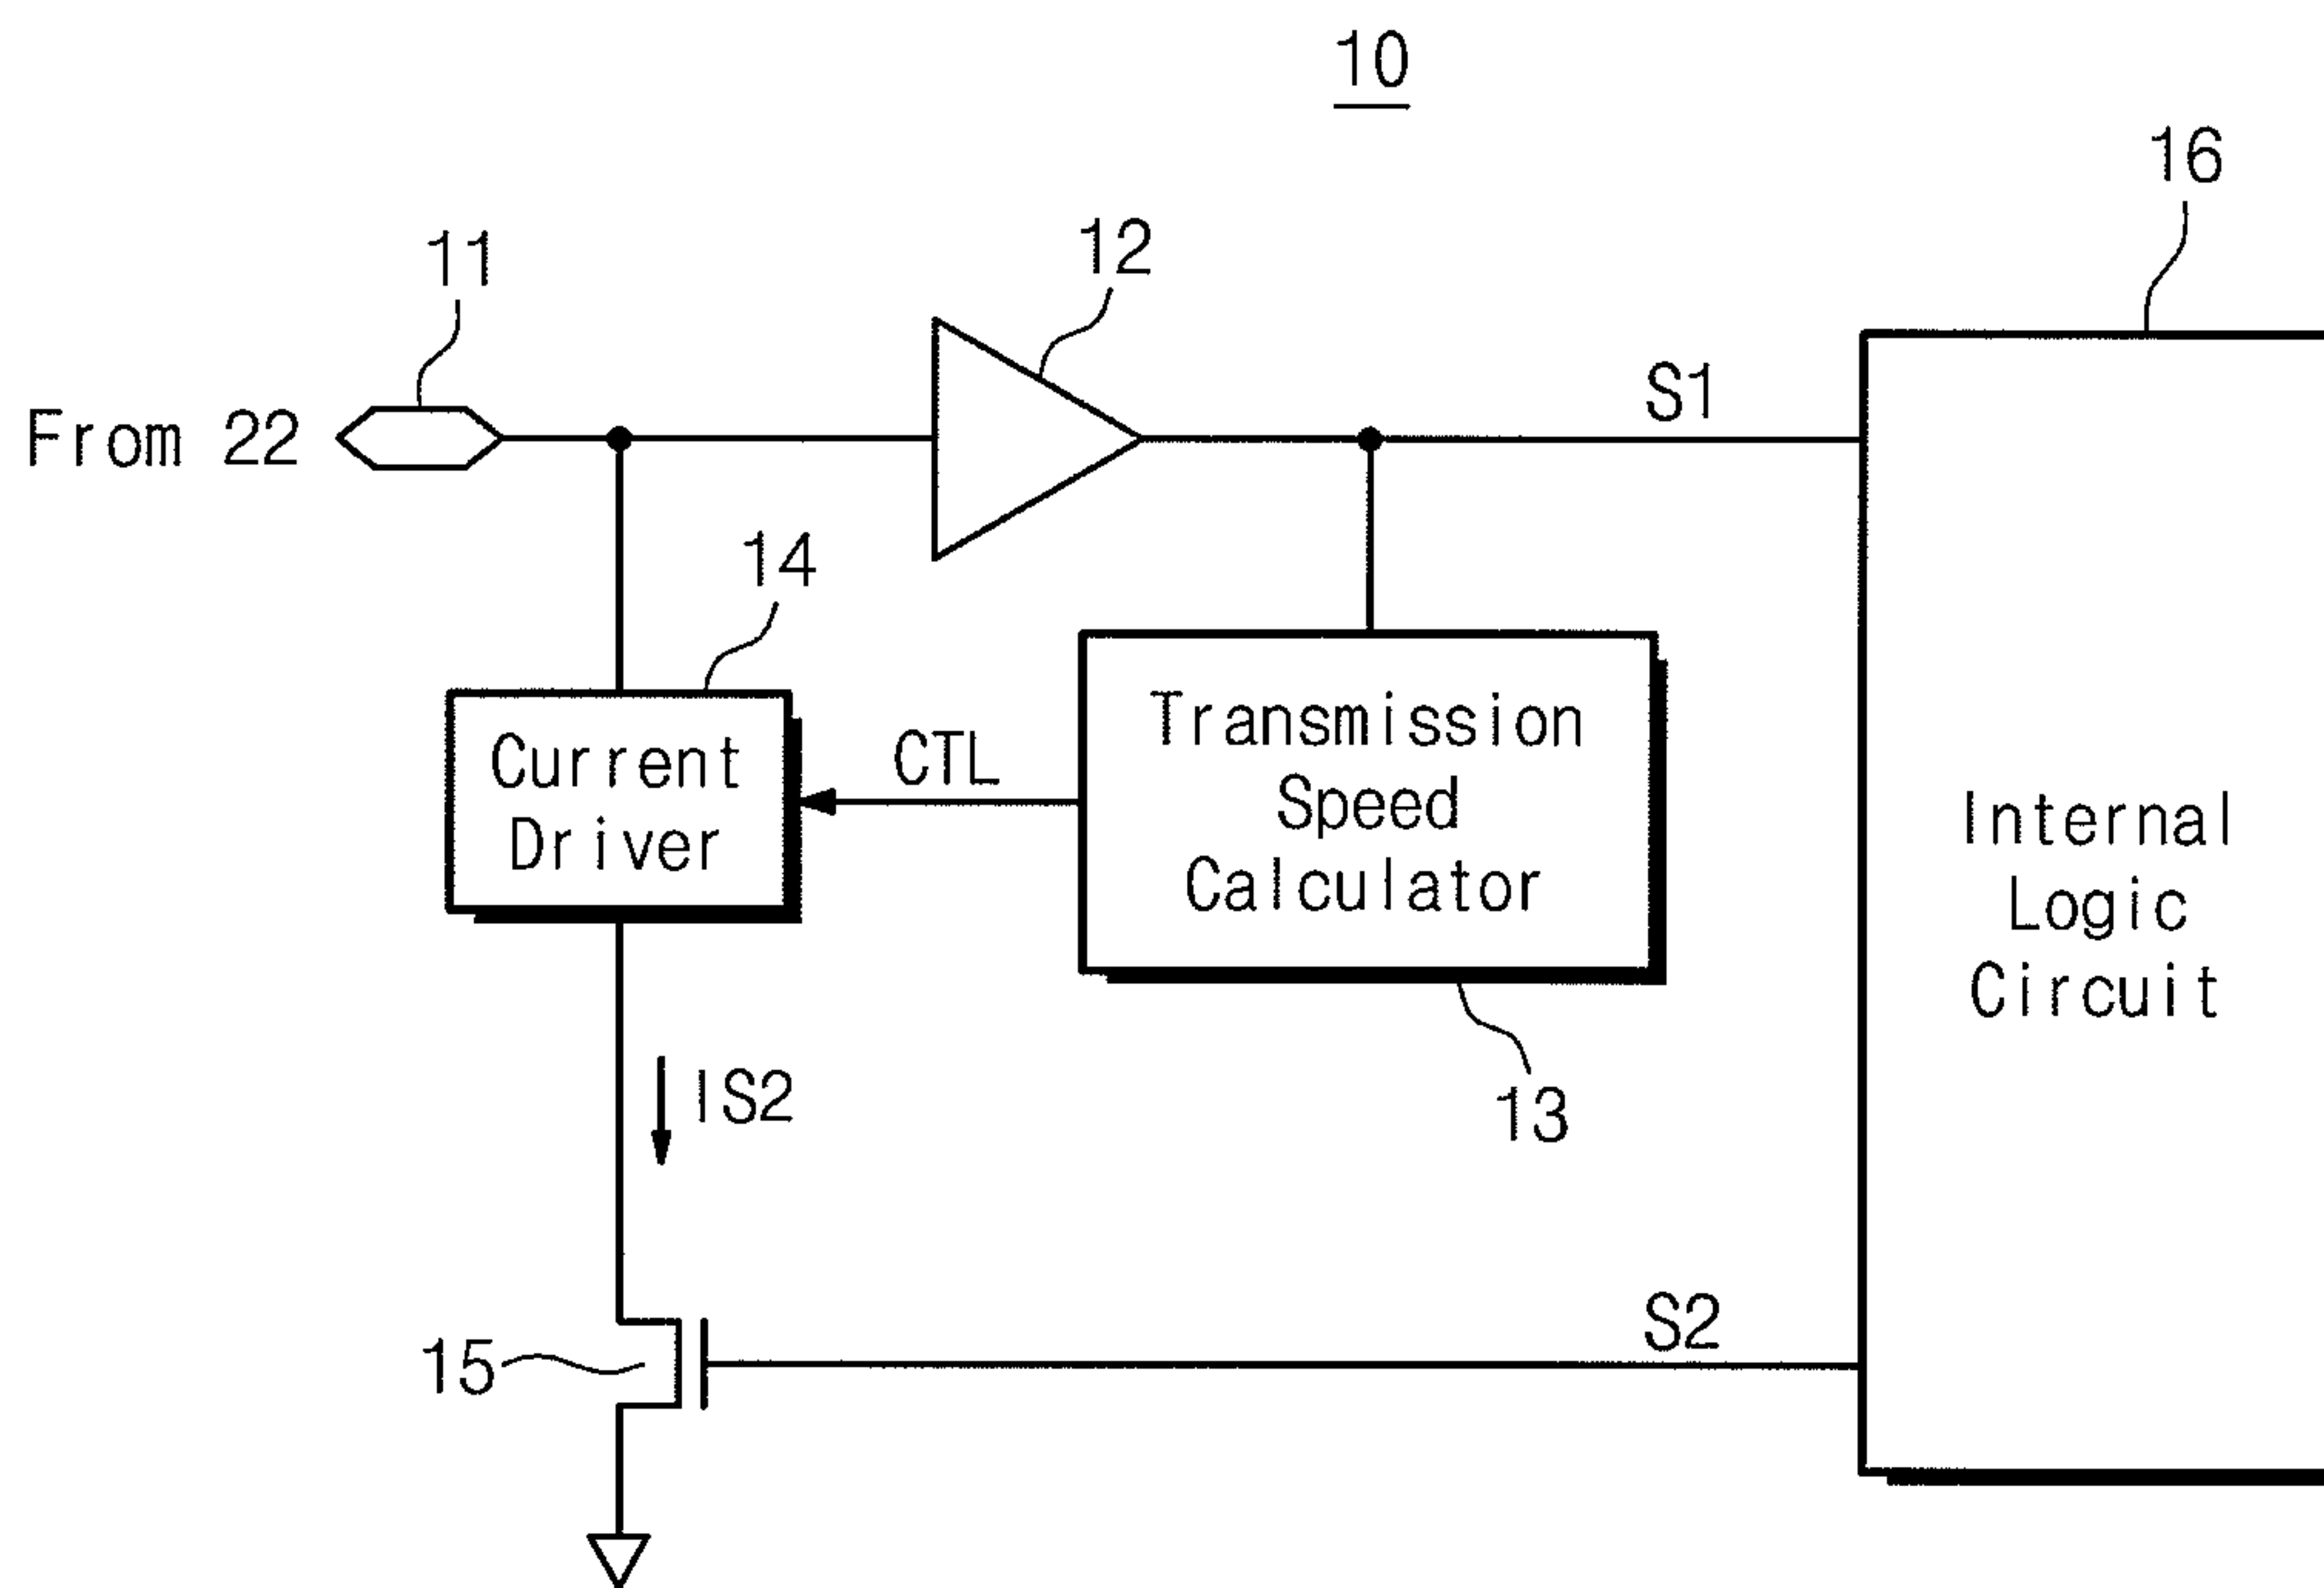 10
16
11
12
From 22
S1
14
Current
Driver
CTL
Transmission
Speed
Calculator
Internal
Logic
Circuit
IS2
13
15
S2